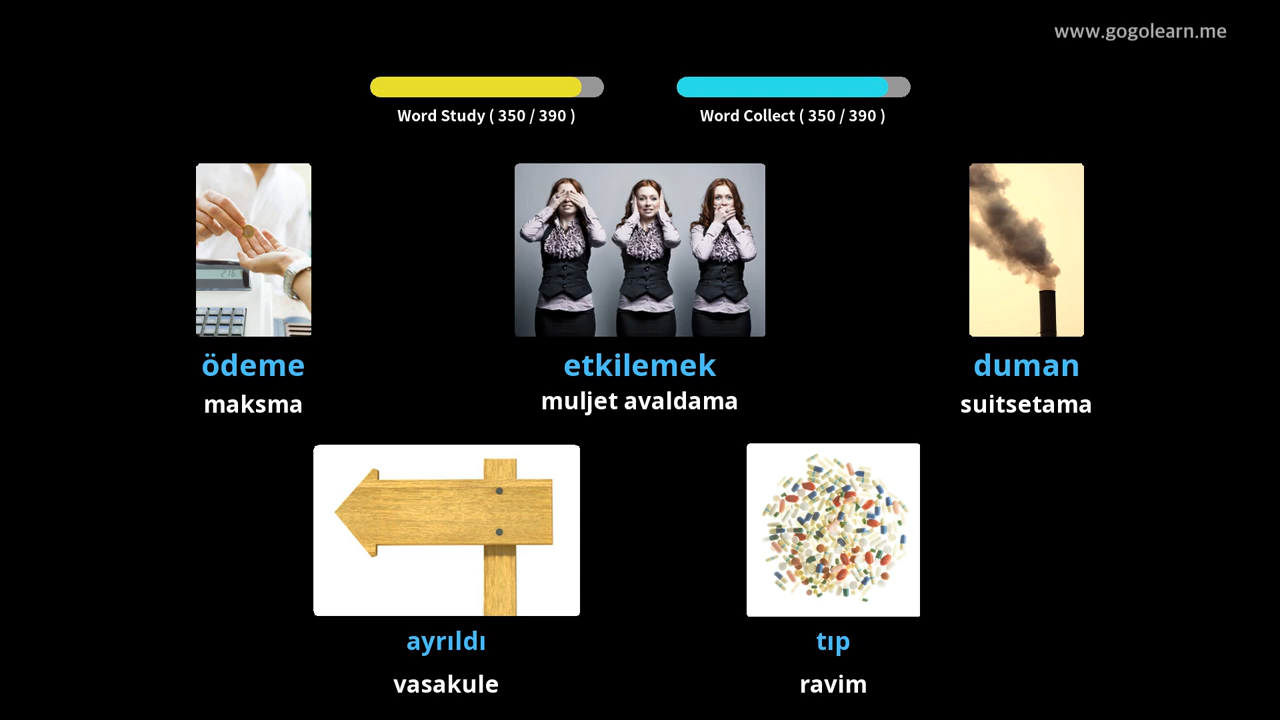 www.gogolearn.me
Word Study ( 350 / 390 )
Word Collect ( 350 / 390 )
ödeme
etkilemek
duman
maksma
muljet avaldama
suitsetama
ayrıldı
tıp
vasakule
ravim